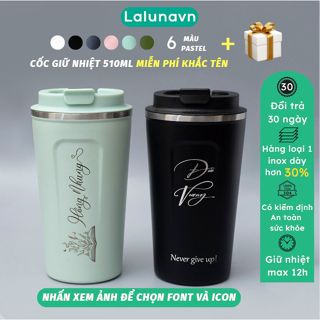 Lalunavn
6 MÀU PASTEL +
CỐC GIỮ NHIỆT 510ML MIỄN PHÍ KHẮC TÊN
30
Đổi trả
30 ngày
Hàng loại 1
inox dày
hơn 30%
Có kiểm định
An toàn
sức khỏe
Giữ nhiệt
max 12h
Hồng Nhung
Vương
Never give up!
NHẤN XEM ẢNH ĐỂ CHỌN FONT VÀ ICON